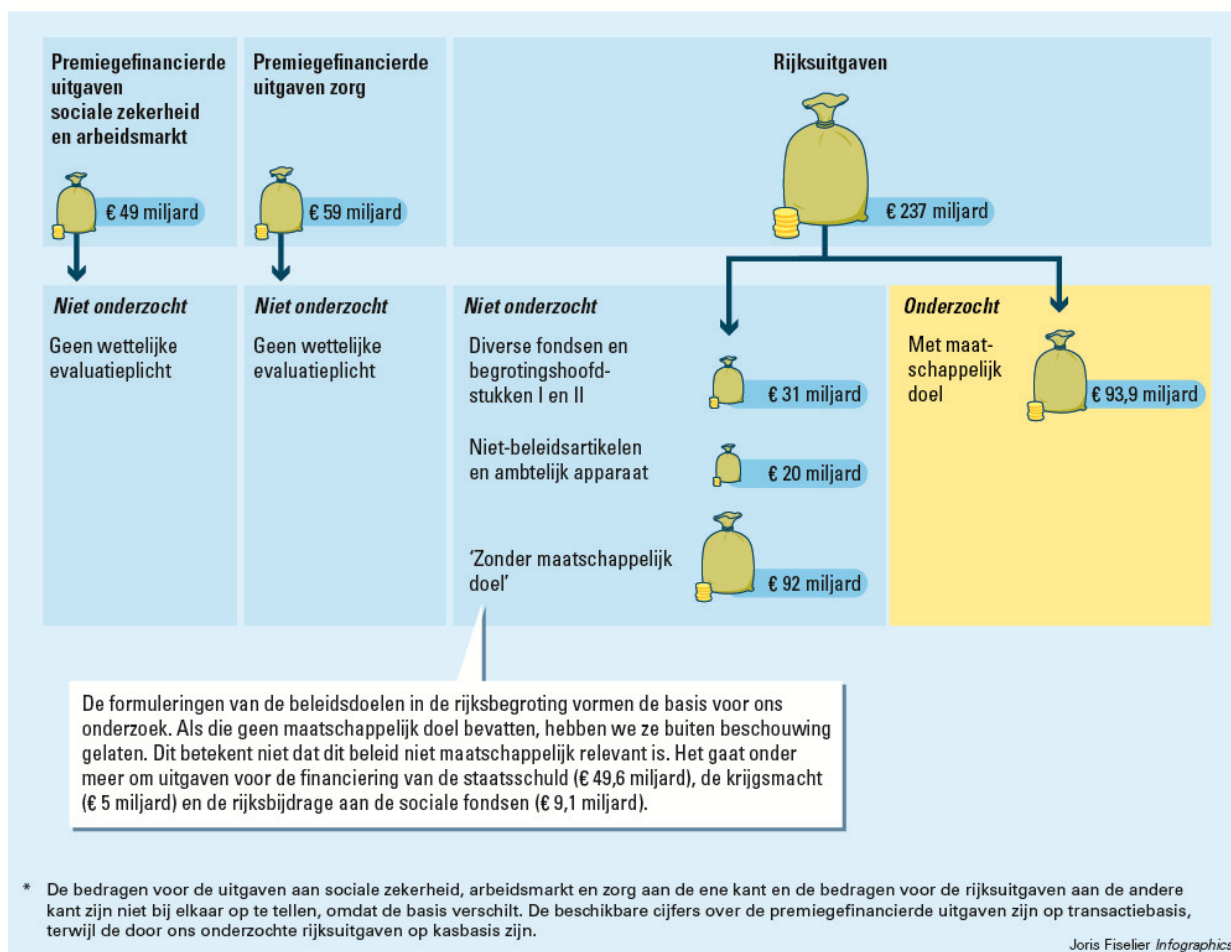 Premiegefinancierde
uitgaven
sociale zekerheid
en arbeidsmarkt
€ 49 miljard
Premiegefinancierde
uitgaven zorg
€ 59 miljard
Rijksuitgaven
€ 237 miljard
Niet onderzocht
Geen wettelijke
evaluatieplicht
Niet onderzocht
Geen wettelijke
evaluatieplicht
Niet onderzocht
Diverse fondsen en
begrotingshoofd-
stukken I en II
€ 31 miljard
Niet-beleidsartikelen
en ambtelijk apparaat
€ 20 miljard
'Zonder maatschappelijk
doel'
€ 92 miljard
Onderzocht
Met maat-
schappelijk
doel
€ 93,9 miljard
De formuleringen van de beleidsdoelen in de rijksbegroting vormen de basis voor ons
onderzoek. Als die geen maatschappelijk doel bevatten, hebben we ze buiten beschouwing
gelaten. Dit betekent niet dat dit beleid niet maatschappelijk relevant is. Het gaat onder
meer om uitgaven voor de financiering van de staatsschuld (€ 49,6 miljard), de krijgsmacht
(€ 5 miljard) en de rijksbijdrage aan de sociale fondsen (€ 9,1 miljard).
* De bedragen voor de uitgaven aan sociale zekerheid, arbeidsmarkt en zorg aan de ene kant en de bedragen voor de rijksuitgaven aan de andere
kant zijn niet bij elkaar op te tellen, omdat de basis verschilt. De beschikbare cijfers over de premiegefinancierde uitgaven zijn op transactiebasis,
terwijl de door ons onderzochte rijksuitgaven op kasbasis zijn.
Joris Fiselier Infographics